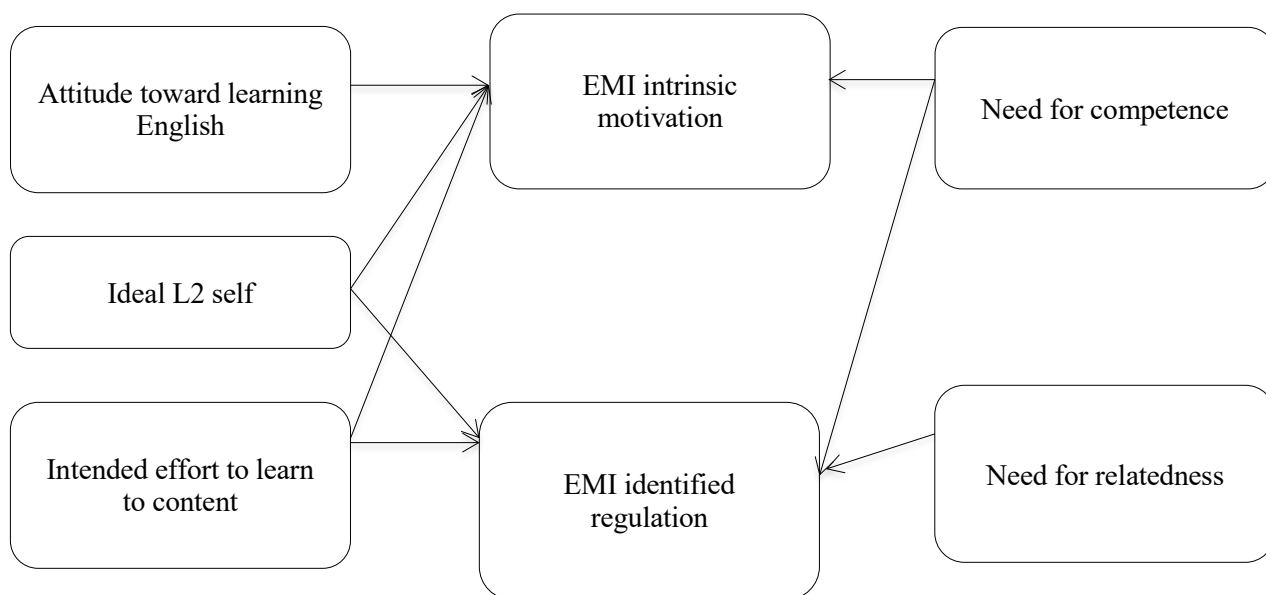 Attitude toward learning
English
EMI intrinsic
motivation
Need for competence
Ideal L2 self
Intended effort to learn
to content
EMI identified
regulation
Need for relatedness